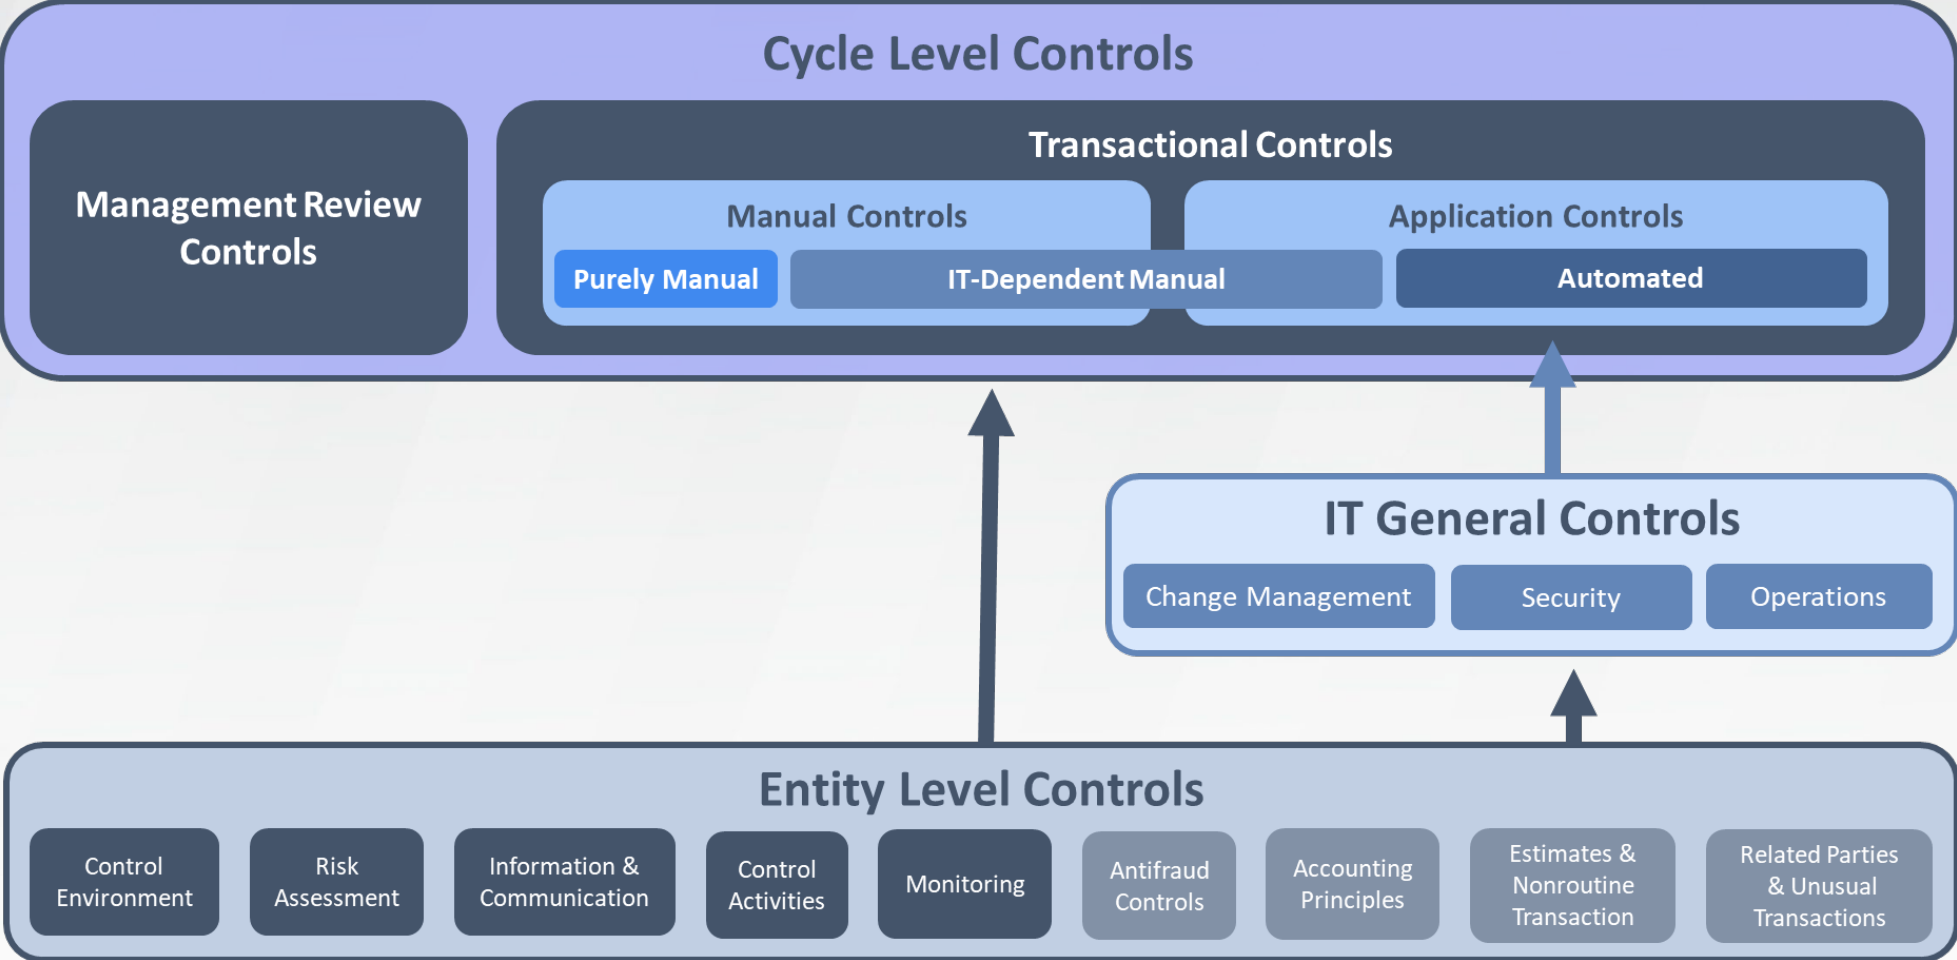 Cycle Level Controls
Management Review
Controls
Transactional Controls
Manual Controls
Application Controls
Purely Manual
IT-Dependent Manual
Automated
IT General Controls
Change Management
Security
Operations
Entity Level Controls
Control
Environment
Risk
Assessment
Information &
Communication
Control
Activities
Monitoring
Antifraud
Controls
Accounting
Principles
Estimates &
Nonroutine
Transaction
Related Parties
& Unusual
Transactions